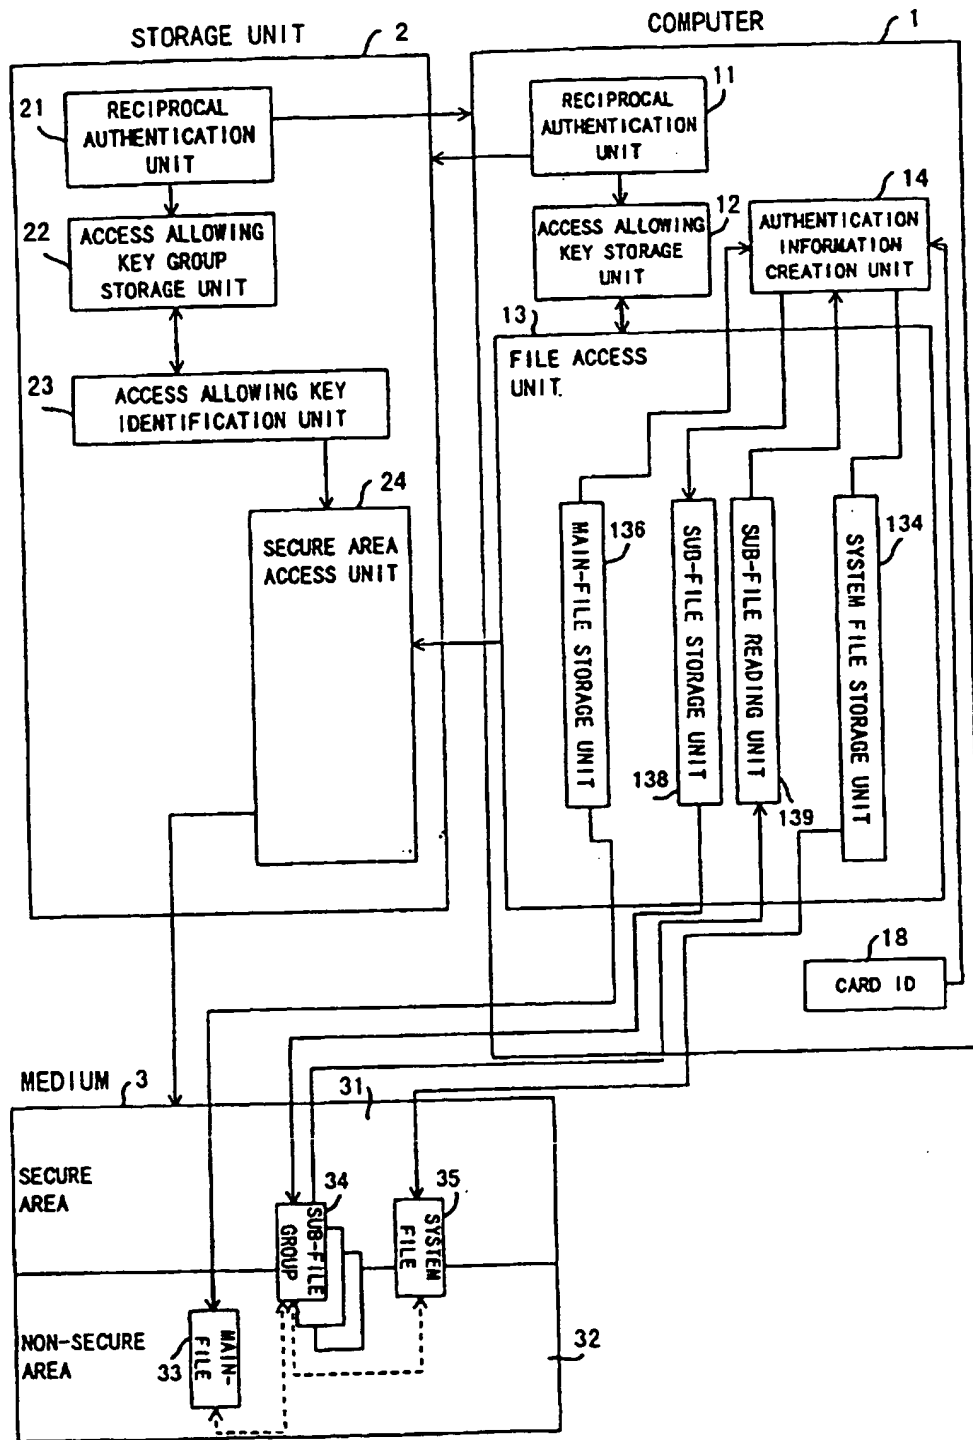 STORAGE UNIT
2
COMPUTER
1
21
RECIPROCAL
AUTHENTICATION
UNIT
11
RECIPROCAL
AUTHENTICATION
UNIT
22
ACCESS ALLOWING
KEY GROUP
STORAGE UNIT
12
ACCESS ALLOWING
KEY STORAGE
UNIT
14
AUTHENTICATION
INFORMATION
CREATION UNIT
13
FILE ACCESS
UNIT.
23
ACCESS ALLOWING KEY
IDENTIFICATION UNIT
24
SECURE AREA
ACCESS UNIT
MAIN-FILE STORAGE UNIT
136
SUB-FILE STORAGE UNIT
138
SUB-FILE READING UNIT
139
SYSTEM FILE STORAGE UNIT
134
18
CARD ID
MEDIUM
3
31
SECURE
AREA
34
SUB-FILE
GROUP
35
SYSTEM
FILE
NON-SECURE
AREA
33
MAIN-
FILE
32